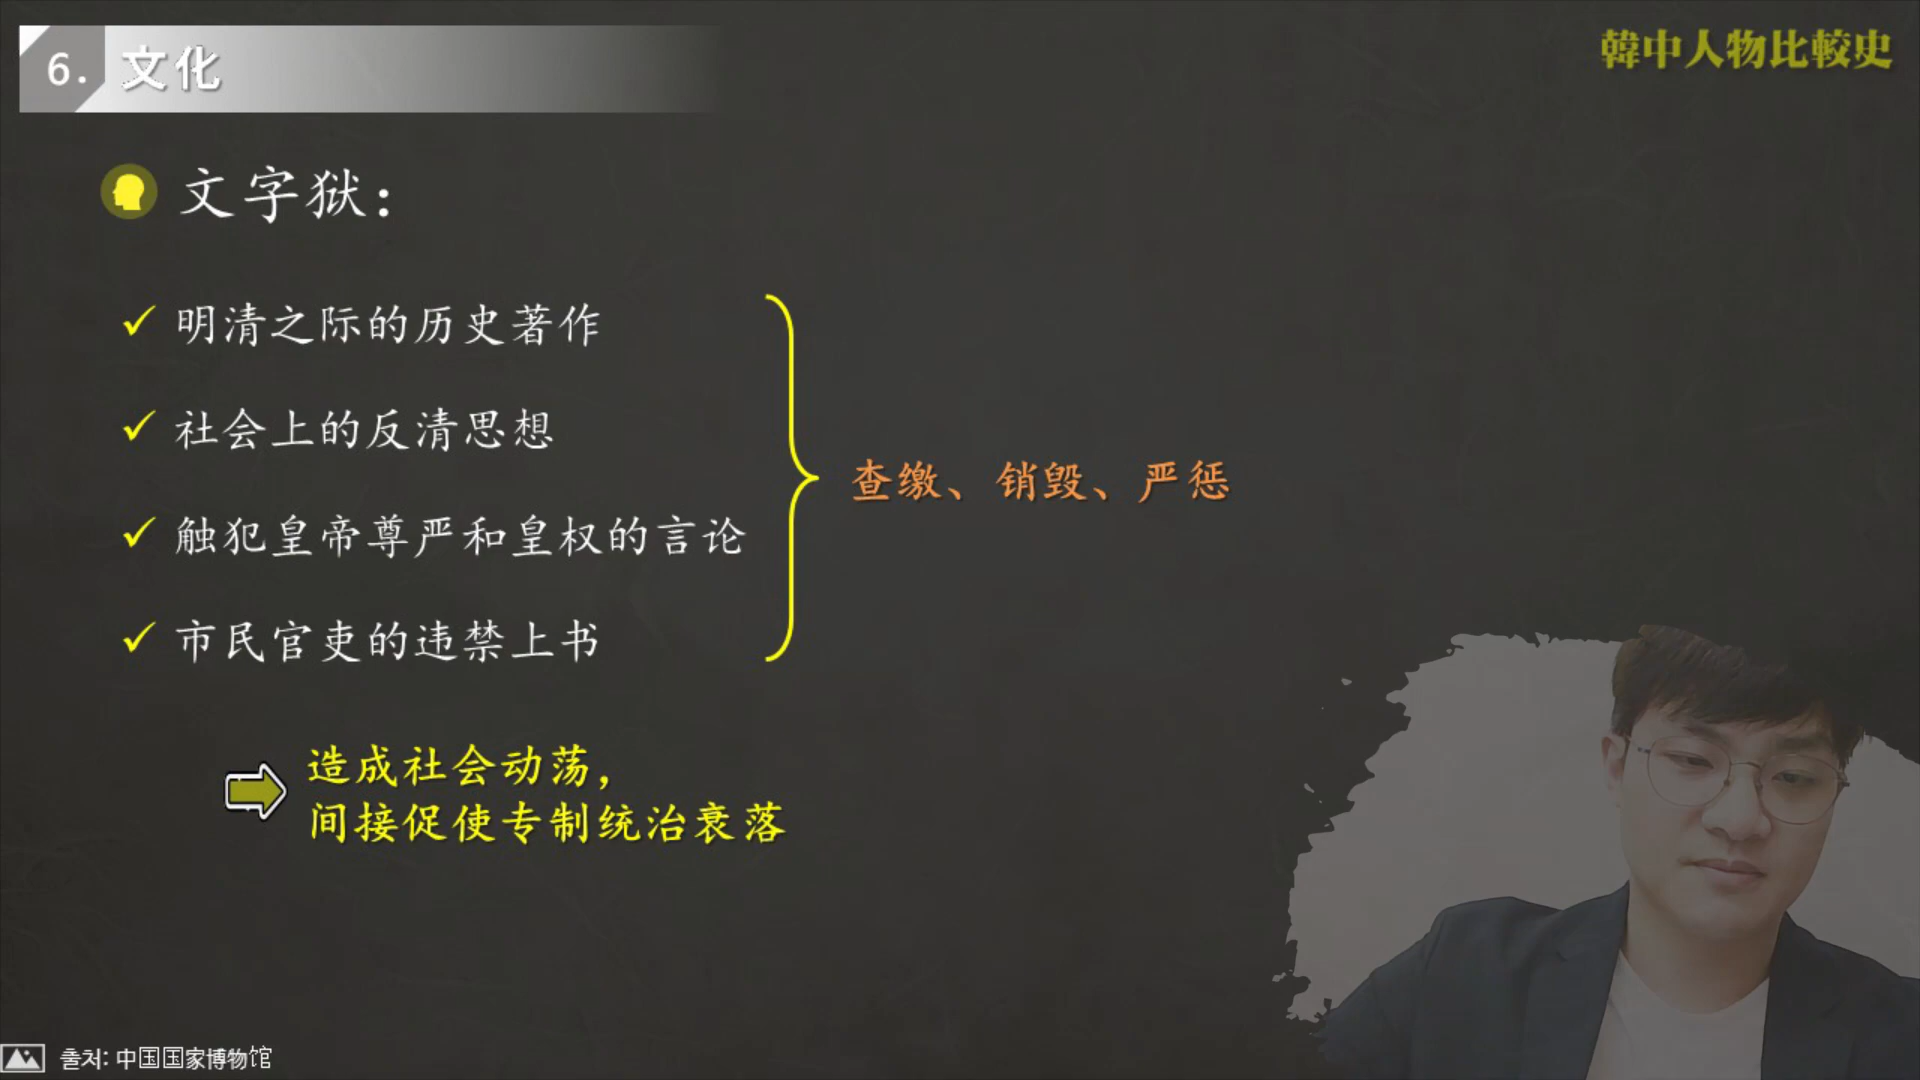 6. 文化
韓中人物比較史
文字狱：
明清之际的历史著作
社会上的反清思想
触犯皇帝尊严和皇权的言论
市民官吏的违禁上书
查缴、销毁、严惩
造成社会动荡，
间接促使专制统治衰落
출처: 中国国家博物馆